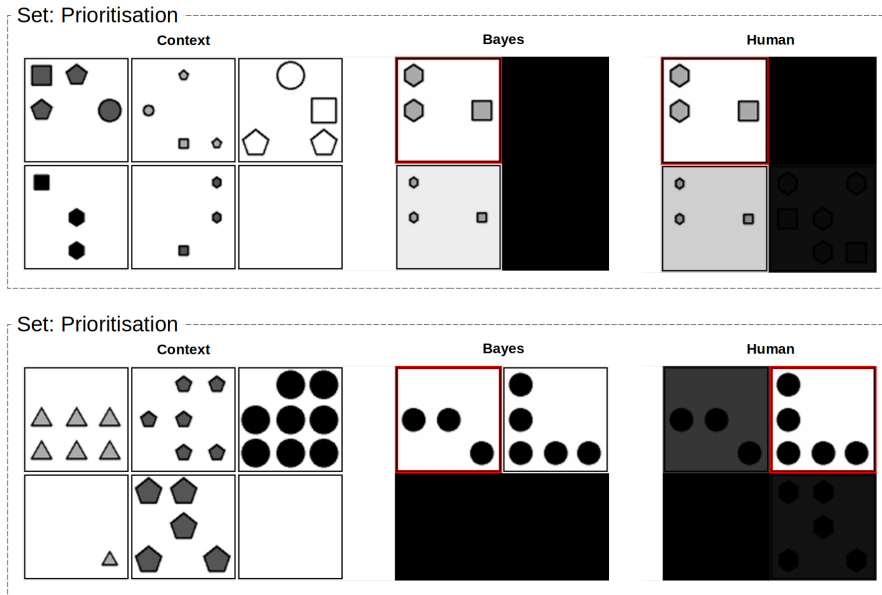 Set: Prioritisation
Context
Bayes
Human
Set: Prioritisation
Context
Bayes
Human